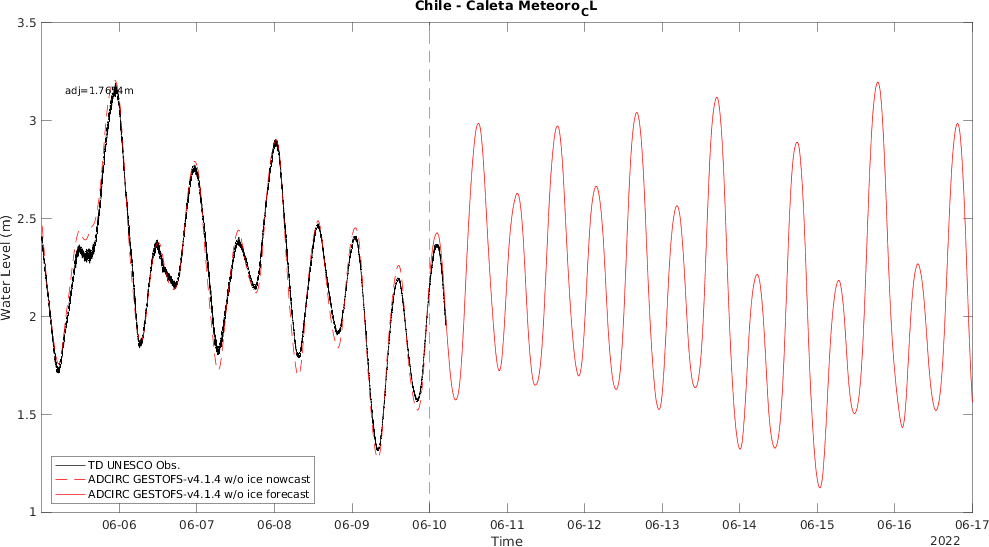 Chile - Caleta Meteoro_CL
3.5
3
2.5
2
1.5
1
Water Level (m)
adj=1.7654m
TD UNESCO Obs.
ADCIRC GESTOFS-v4.1.4 w/o ice nowcast
ADCIRC GESTOFS-v4.1.4 w/o ice forecast
06-06 06-07 06-08 06-09 06-10 06-11 06-12 06-13 06-14 06-15 06-16 06-17
Time
2022